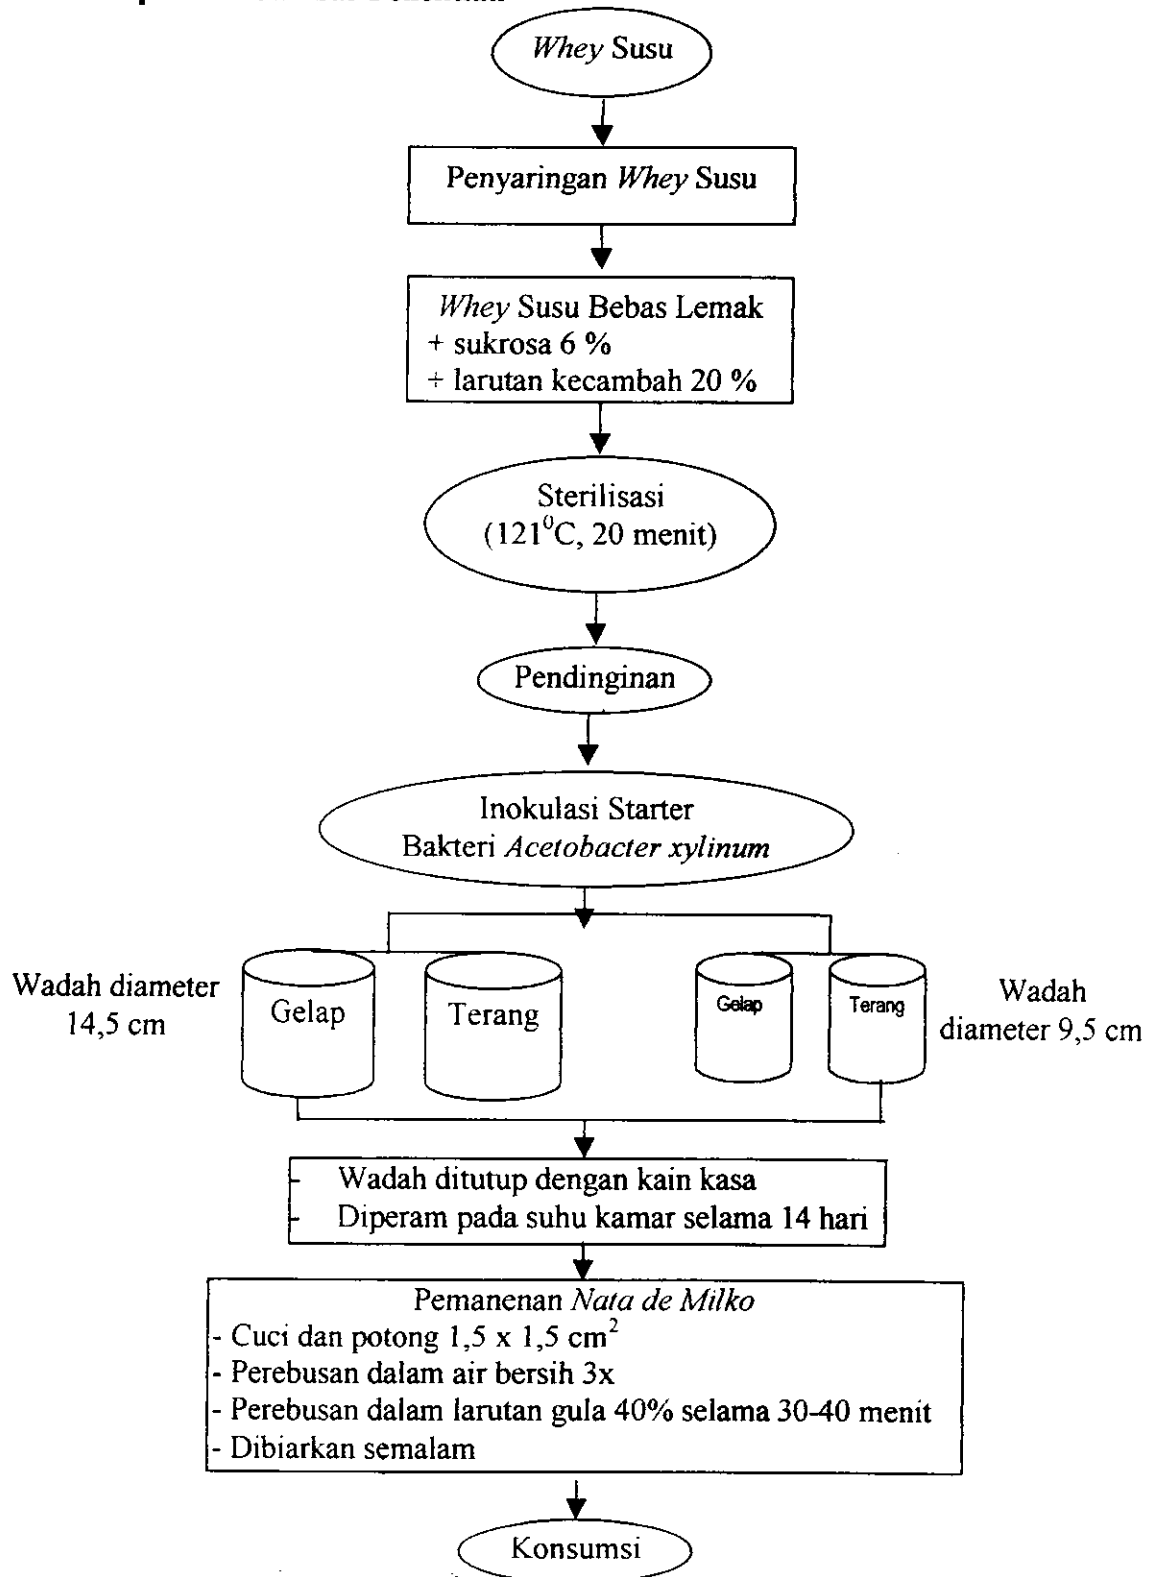 Whey Susu
Penyaringan Whey Susu
Whey Susu Bebas Lemak
+ sukrosa 6 %
+ larutan kecambah 20 %
Sterilisasi
(121⁰C, 20 menit)
Pendinginan
Inokulasi Starter
Bakteri Acetobacter xylinum
Wadah diameter
14,5 cm
Gelap
Terang
Gelap
Terang
Wadah
diameter 9,5 cm
- Wadah ditutup dengan kain kasa
- Diperam pada suhu kamar selama 14 hari
Pemanenan Nata de Milko
- Cuci dan potong 1,5 x 1,5 cm²
- Perebusan dalam air bersih 3x
- Perebusan dalam larutan gula 40% selama 30-40 menit
- Dibiarkan semalam
Konsumsi